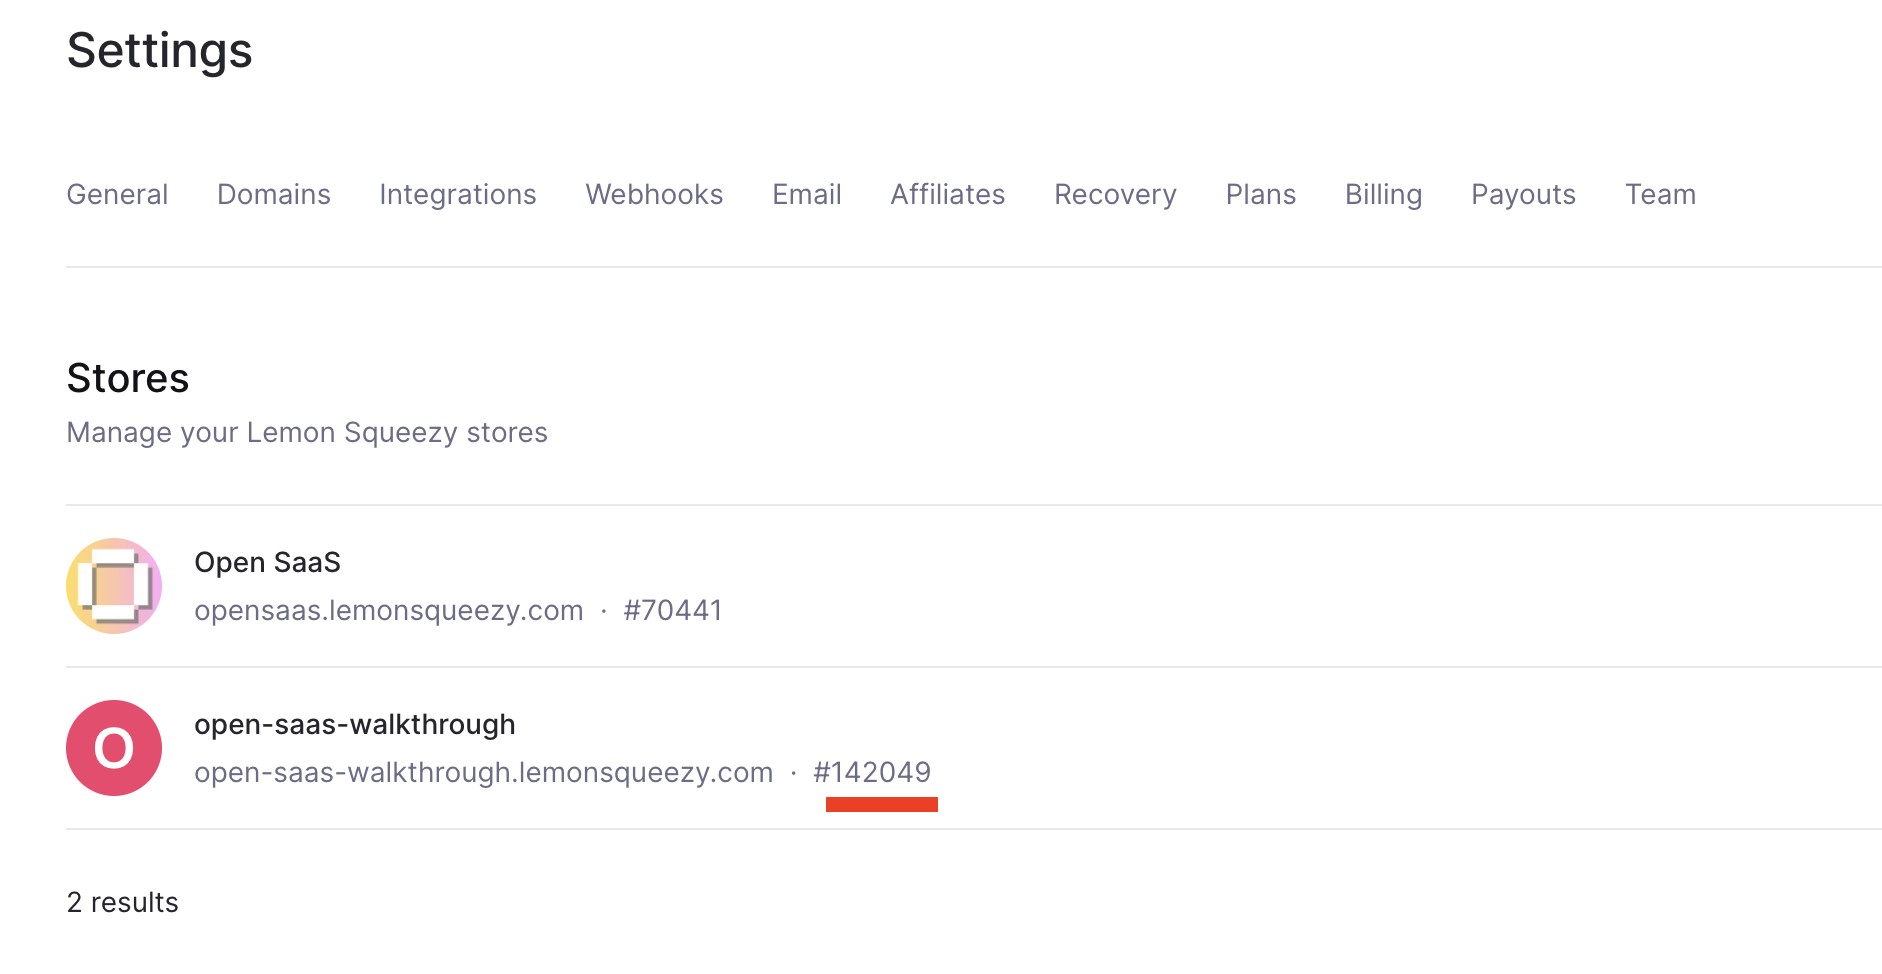 Settings
General Domains Integrations Webhooks Email Affiliates Recovery Plans Billing Payouts Team
Stores
Manage your Lemon Squeezy stores
Open SaaS
opensaas.lemonsqueezy.com · #70441
O
open-saas-walkthrough
open-saas-walkthrough.lemonsqueezy.com · #142049
2 results